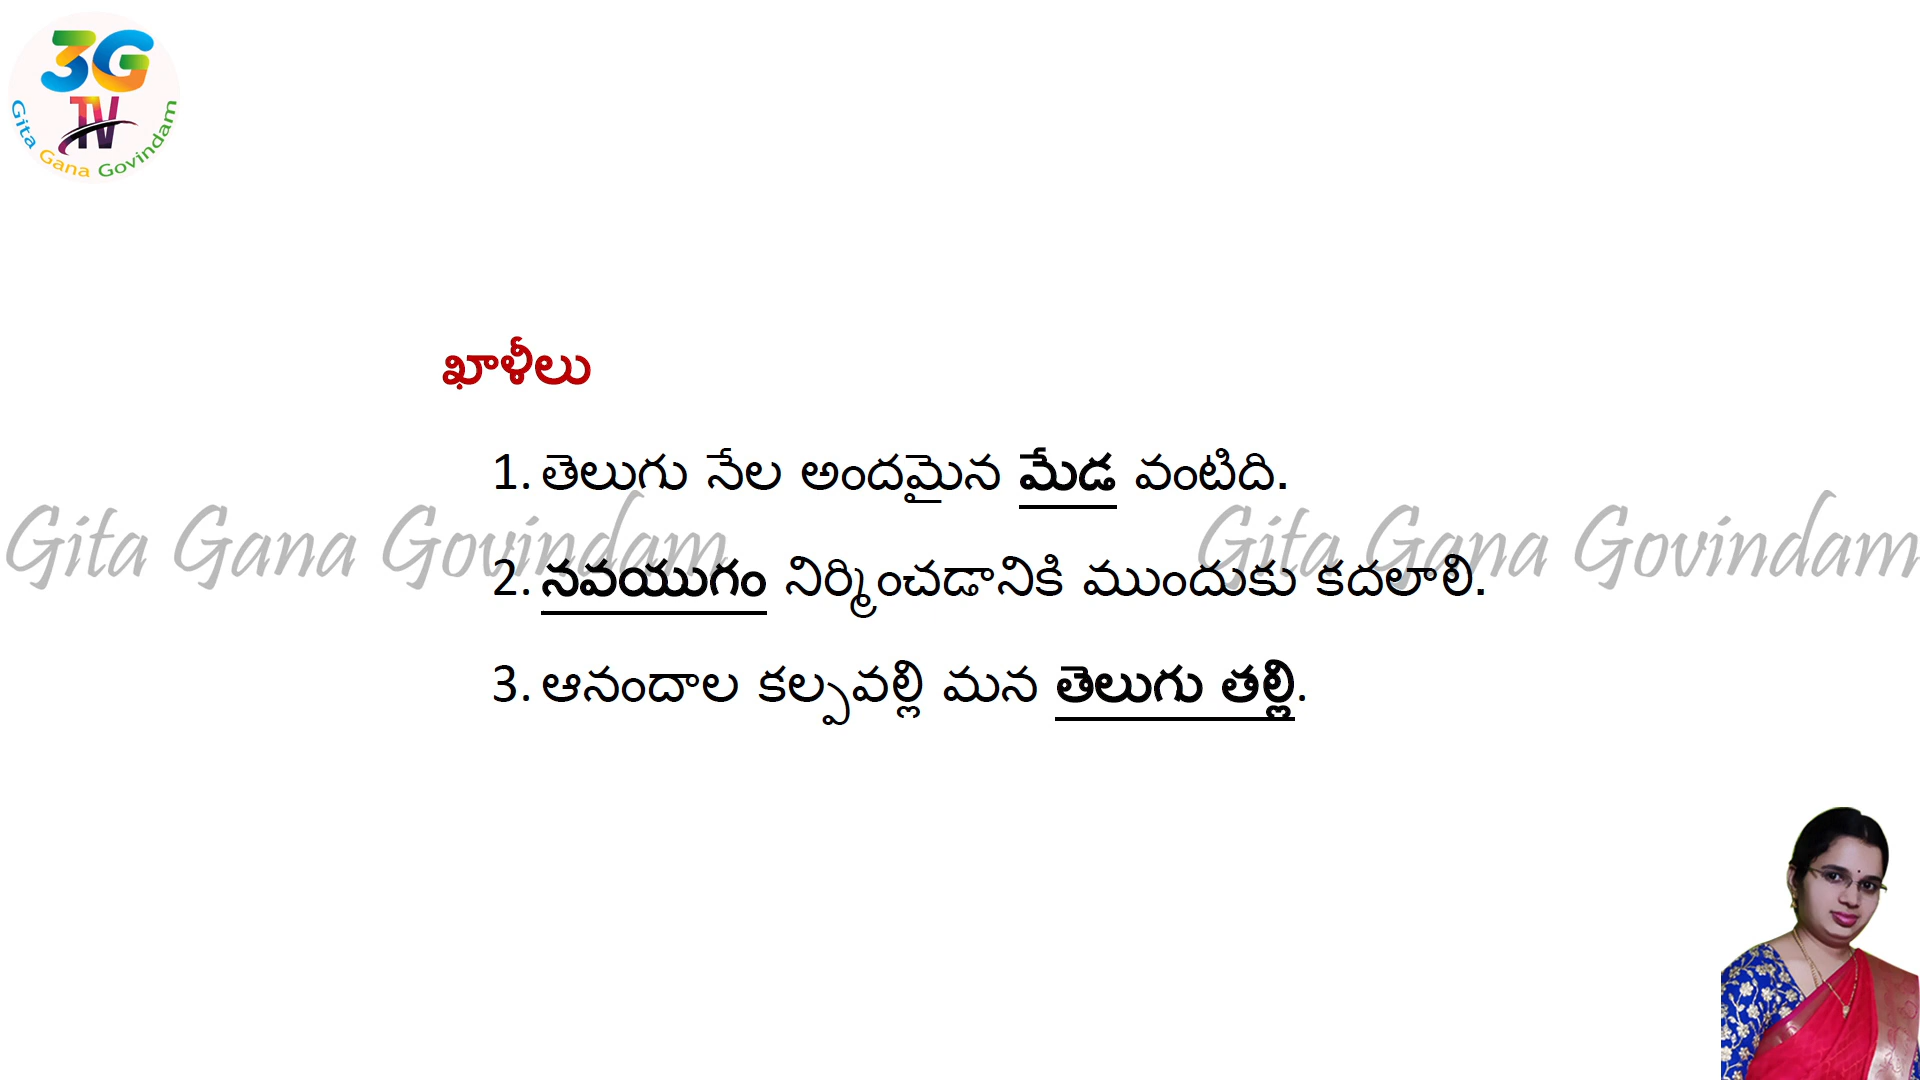 3G
TV
Gita Gana Govindam
ఖాళీలు
1. తెలుగు నేల అందమైన మేడ వంటిది.
Gita Gana Govindam Gita Gana Govindam
2. నవయుగం నిర్మించడానికి ముందుకు కదలాలి.
3. ఆనందాల కల్పవల్లి మన తెలుగు తల్లి.